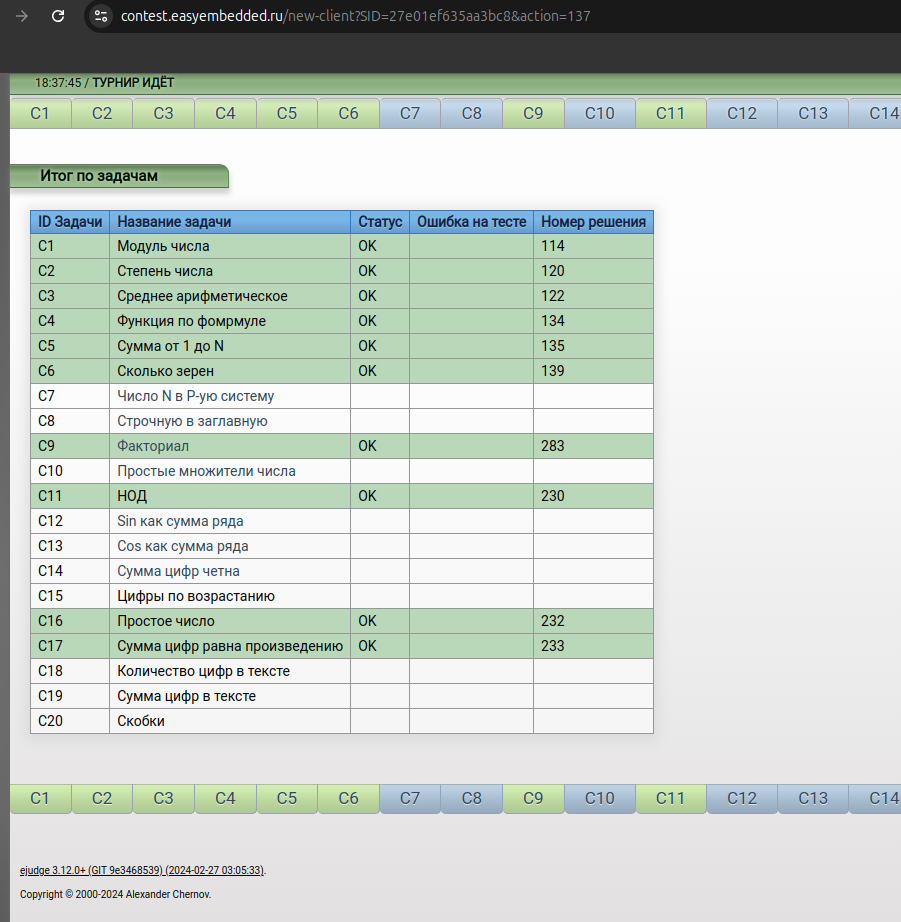 contest.easyembedded.ru/new-client?SID=27e01ef635aa3bc8&action=137
18:37:45 / ТУРНИР ИДЁТ
C1 C2 C3 C4 C5 C6 C7 C8 C9 C10 C11 C12 C13 C14
Итог по задачам
ID Задачи Название задачи Статус Ошибка на тесте Номер решения
C1 Модуль числа OK 114
C2 Степень числа OK 120
C3 Среднее арифметическое OK 122
C4 Функция по фомрмуле OK 134
C5 Сумма от 1 до N OK 135
C6 Сколько зерен OK 139
C7 Число N в P-ую систему
C8 Строчную в заглавную
C9 Факториал OK 283
C10 Простые множители числа
C11 НОД OK 230
C12 Sin как сумма ряда
C13 Cos как сумма ряда
C14 Сумма цифр четна
C15 Цифры по возрастанию
C16 Простое число OK 232
C17 Сумма цифр равна произведению OK 233
C18 Количество цифр в тексте
C19 Сумма цифр в тексте
C20 Скобки
C1 C2 C3 C4 C5 C6 C7 C8 C9 C10 C11 C12 C13 C14
ejudge 3.12.0+ (GIT 9e3468539) (2024-02-27 03:05:33).
Copyright © 2000-2024 Alexander Chernov.